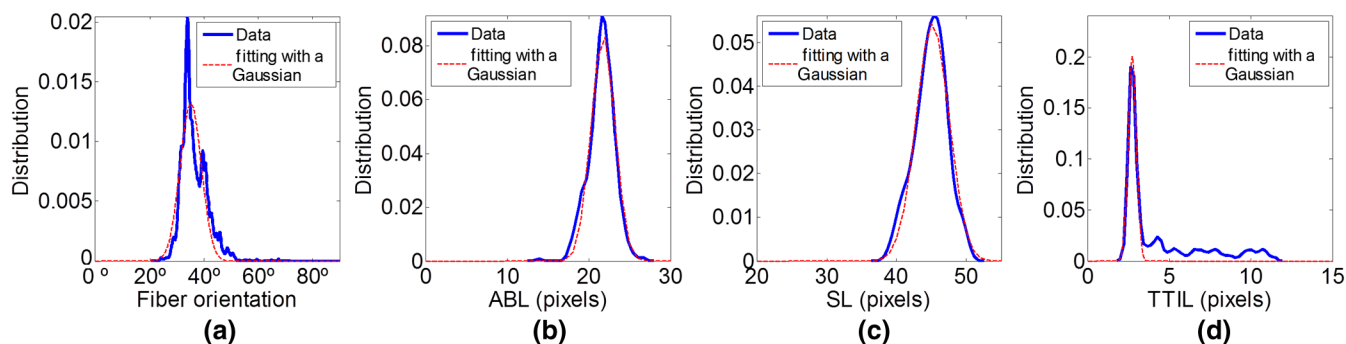 Distribution
0.02
0.015
0.01
0.005
0
0 º
20
40
60
80
Fiber orientation
Data
fitting with a
Gaussian
(a)
Distribution
0.08
0.06
0.04
0.02
0
0
10
20
30
ABL (pixels)
Data
fitting with a
Gaussian
(b)
Distribution
0.05
0.04
0.03
0.02
0.01
0
20
30
40
50
SL (pixels)
Data
fitting with a
Gaussian
(c)
Distribution
0.2
0.15
0.1
0.05
0
0
5
10
15
TTIL (pixels)
Data
fitting with a
Gaussian
(d)